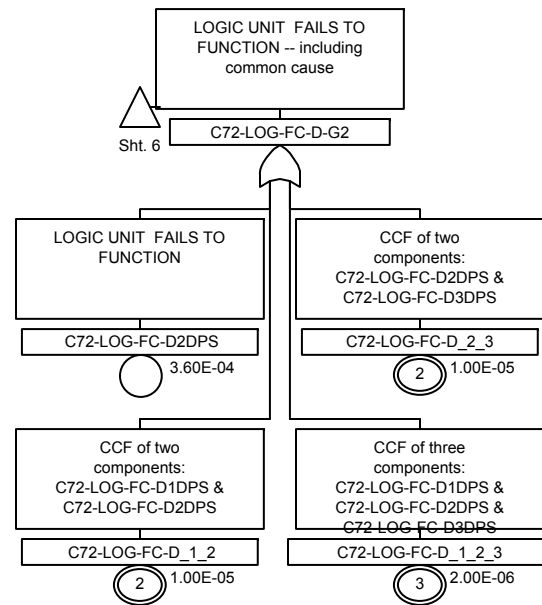 LOGIC UNIT FAILS TO
FUNCTION -- including
common cause
C72-LOG-FC-D-G2
Sht. 6
LOGIC UNIT FAILS TO
FUNCTION
C72-LOG-FC-D2DPS
3.60E-04
CCF of two
components:
C72-LOG-FC-D2DPS &
C72-LOG-FC-D3DPS
C72-LOG-FC-D_2_3
2
1.00E-05
CCF of two
components:
C72-LOG-FC-D1DPS &
C72-LOG-FC-D2DPS
C72-LOG-FC-D_1_2
2
1.00E-05
CCF of three
components:
C72-LOG-FC-D1DPS &
C72-LOG-FC-D2DPS &
C72-LOG-FC-D3DPS
C72-LOG-FC-D_1_2_3
3
2.00E-06